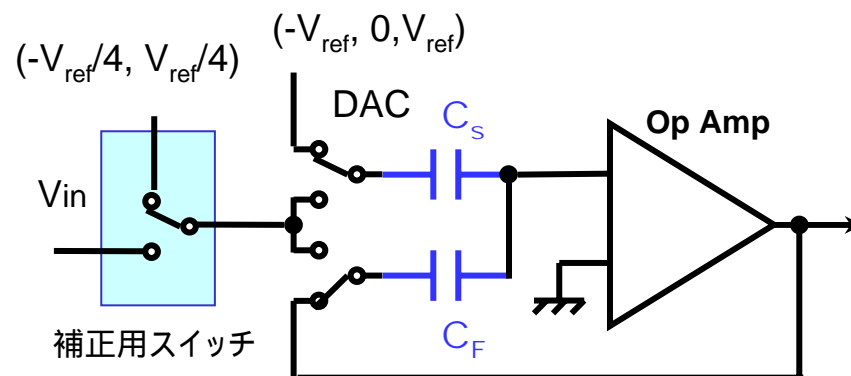 (-Vref, 0,Vref)
(-Vref/4, Vref/4)
DAC
Cs
Op Amp
Vin
補正用スイッチ
CF